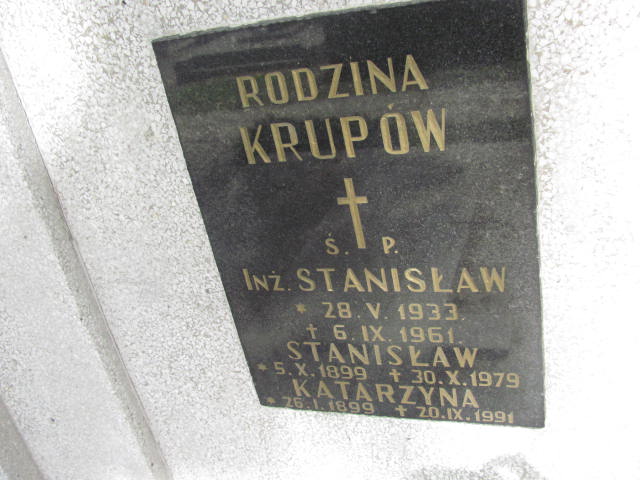 RODZINA
KRUPÓW
Ś. P.
INŻ. STANISŁAW
* 28.V.1933.
+ 6.IX.1961.
STANISŁAW
* 5.X.1899 + 30.X.1979
KATARZYNA
* 26.I.1899 + 20.IX.1991